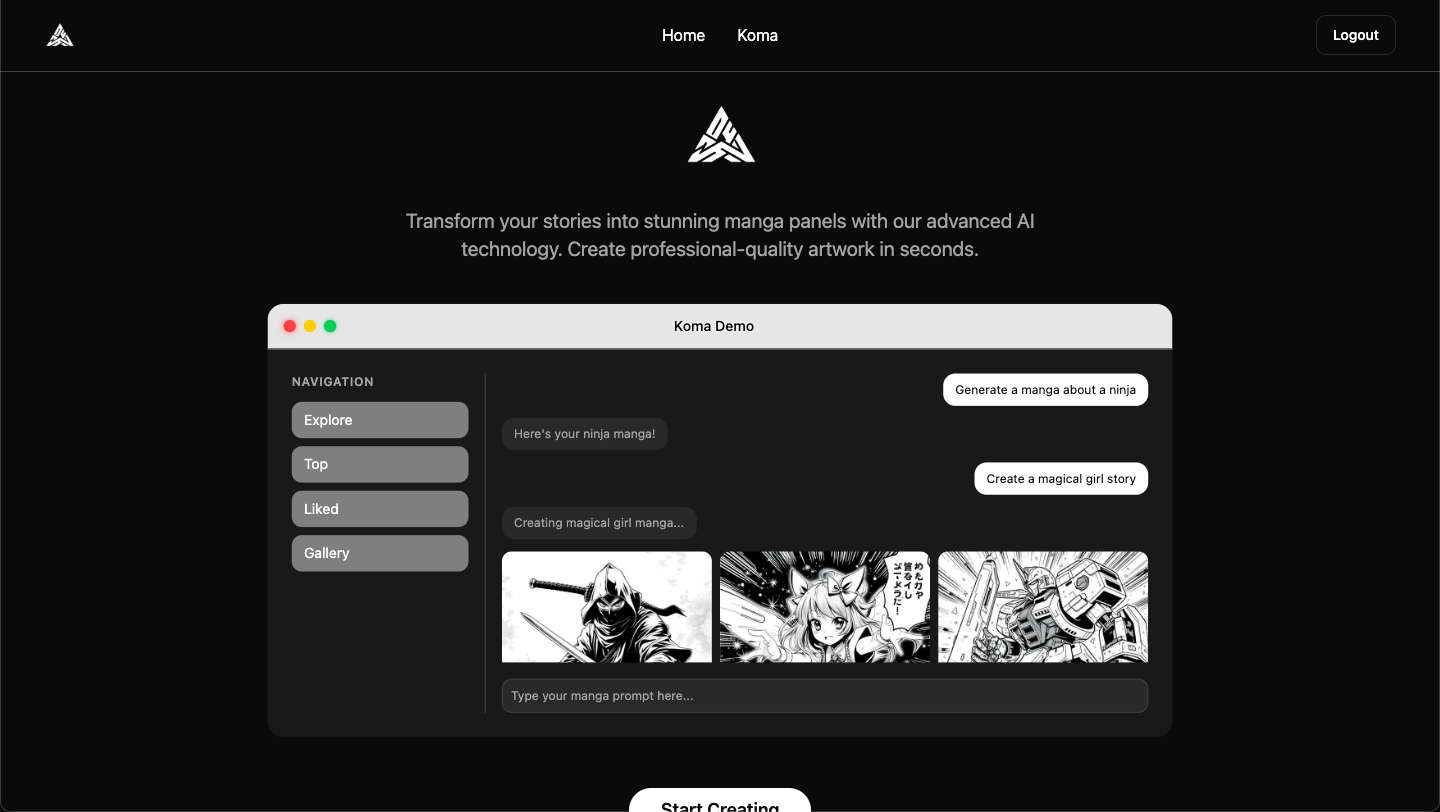 Home
Koma
Logout
Transform your stories into stunning manga panels with our advanced AI
technology. Create professional-quality artwork in seconds.
Koma Demo
NAVIGATION
Explore
Top
Liked
Gallery
Generate a manga about a ninja
Here's your ninja manga!
Create a magical girl story
Creating magical girl manga...
Type your manga prompt here...
Start Creating